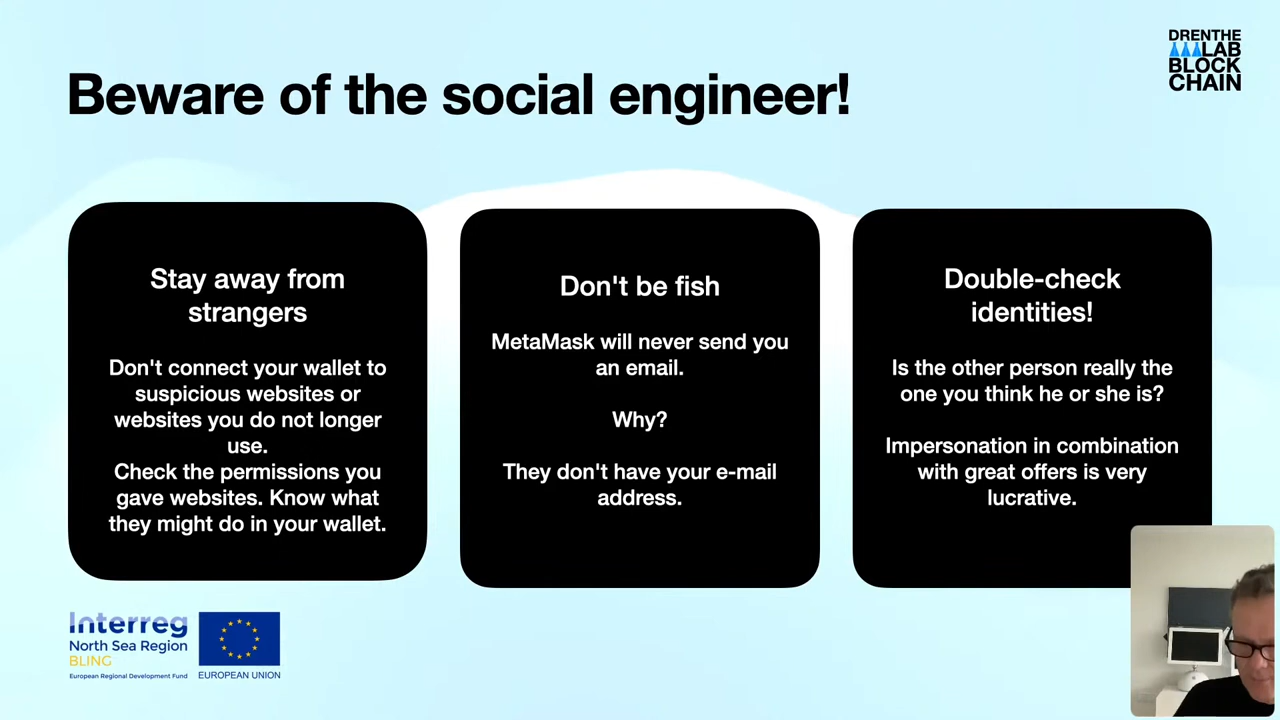 Beware of the social engineer!
DRENTHE
LAB
BLOCK
CHAIN
Stay away from
strangers
Don't connect your wallet to
suspicious websites or
websites you do not longer
use.
Check the permissions you
gave websites. Know what
they might do in your wallet.
Don't be fish
MetaMask will never send you
an email.
Why?
They don't have your e-mail
address.
Double-check
identities!
Is the other person really the
one you think he or she is?
Impersonation in combination
with great offers is very
lucrative.
Interreg
North Sea Region
BLING
European Regional Development Fund
EUROPEAN UNION